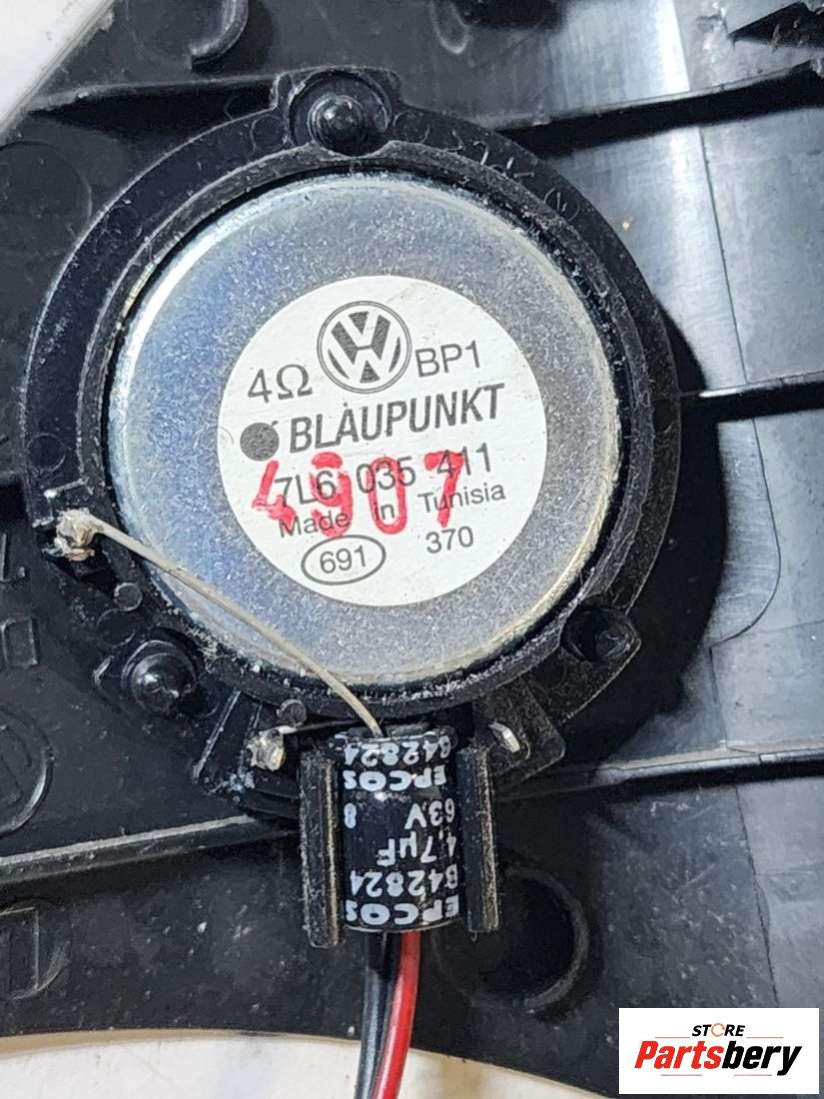 VW
4Ω BP1
BLAUPUNKT
7L6 035 411
4907
Made in Tunisia
691 370
EPCOS
B42824
4,7µF
63V 8
EPCOS
B42824
STORE
Partsbery